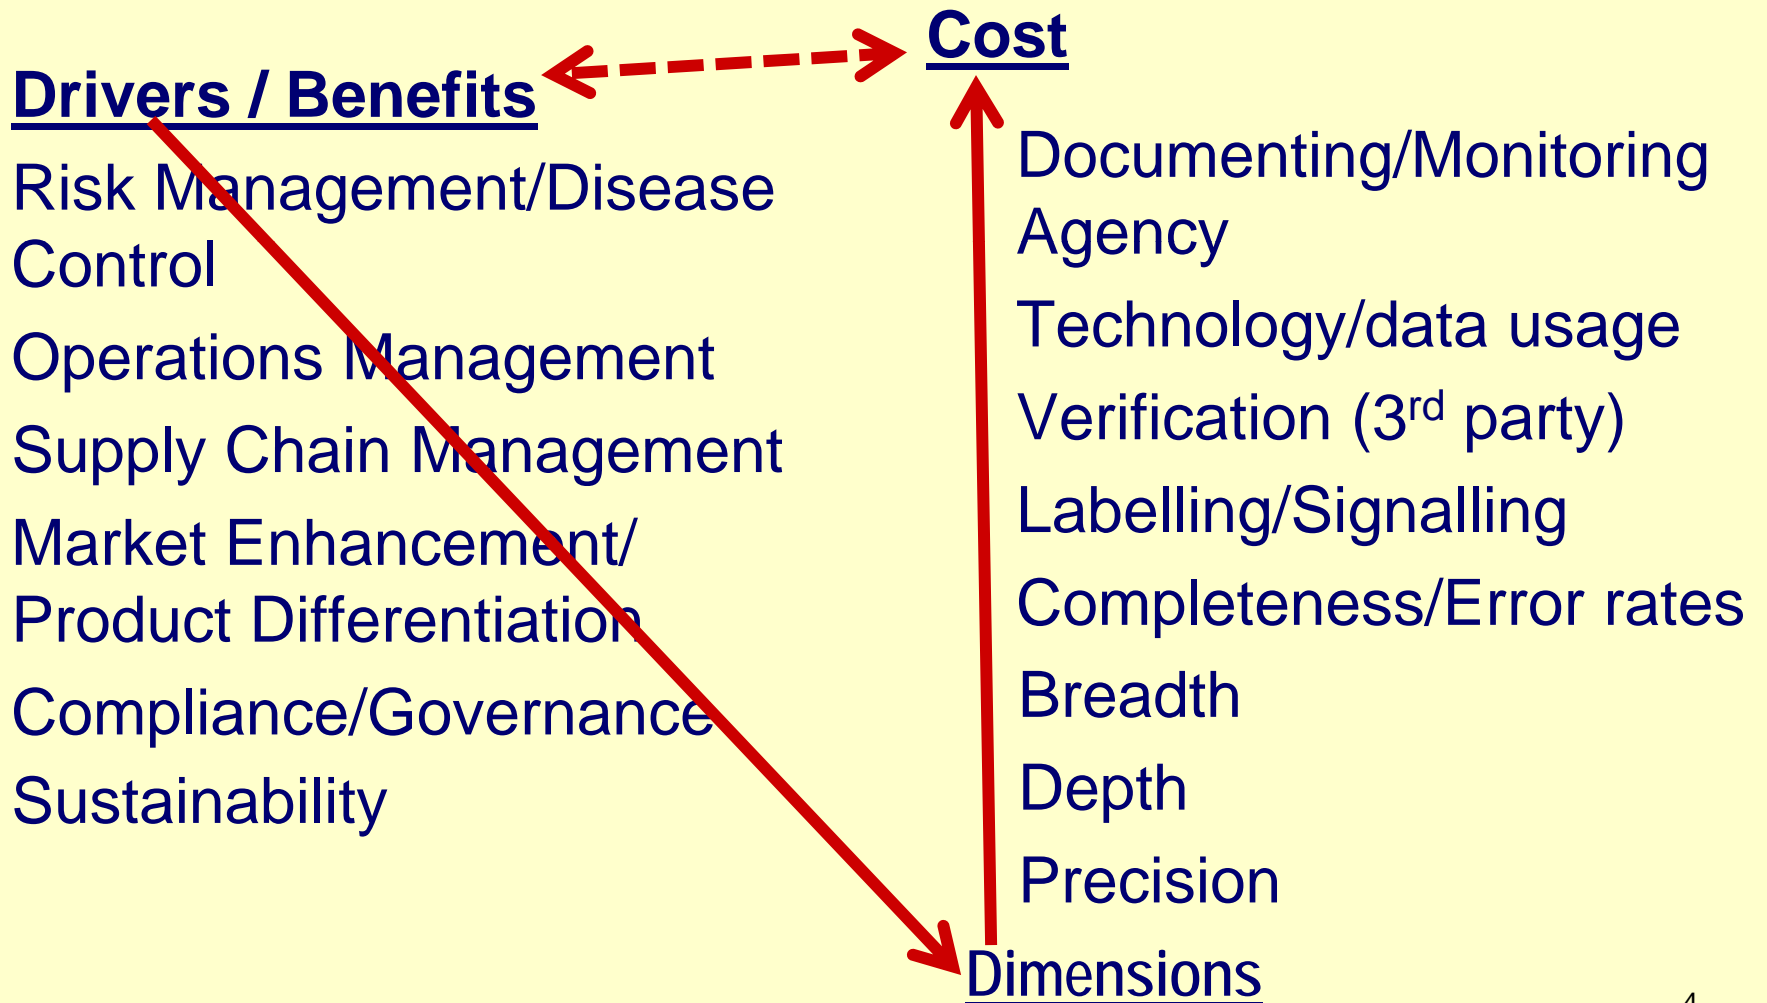 Drivers / Benefits
Risk Management/Disease
Control
Operations Management
Supply Chain Management
Market Enhancement/
Product Differentiation
Compliance/Governance
Sustainability
Cost
Documenting/Monitoring
Agency
Technology/data usage
Verification (3rd party)
Labelling/Signalling
Completeness/Error rates
Breadth
Depth
Precision
Dimensions
4